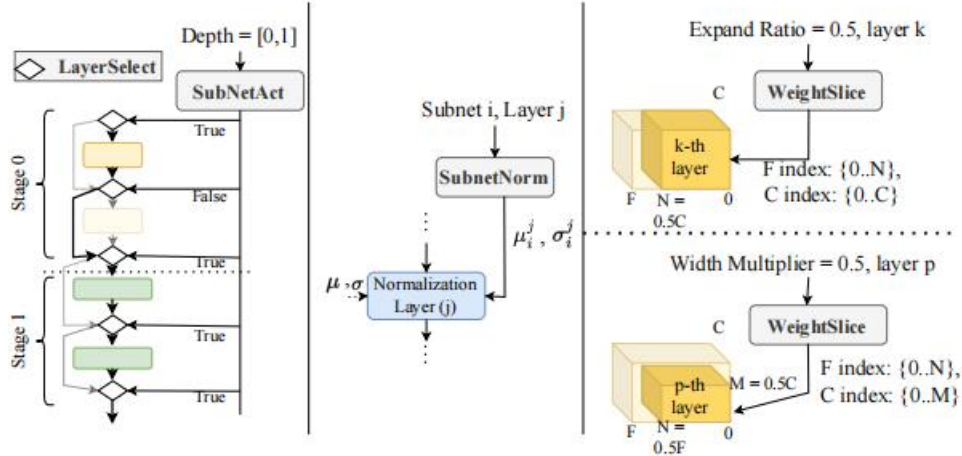 Depth = [0,1]
LayerSelect
SubNetAct
Stage 0
True
False
True
Stage 1
True
True
Subnet i, Layer j
SubnetNorm
μ_i^j , σ_i^j
μ ,σ
Normalization
Layer (j)
Expand Ratio = 0.5, layer k
WeightSlice
C
k-th
layer
F
N =
0.5C
0
F index: {0..N},
C index: {0..C}
Width Multiplier = 0.5, layer p
WeightSlice
C
M = 0.5C
p-th
layer
F
N =
0.5F
0
F index: {0..N},
C index: {0..M}